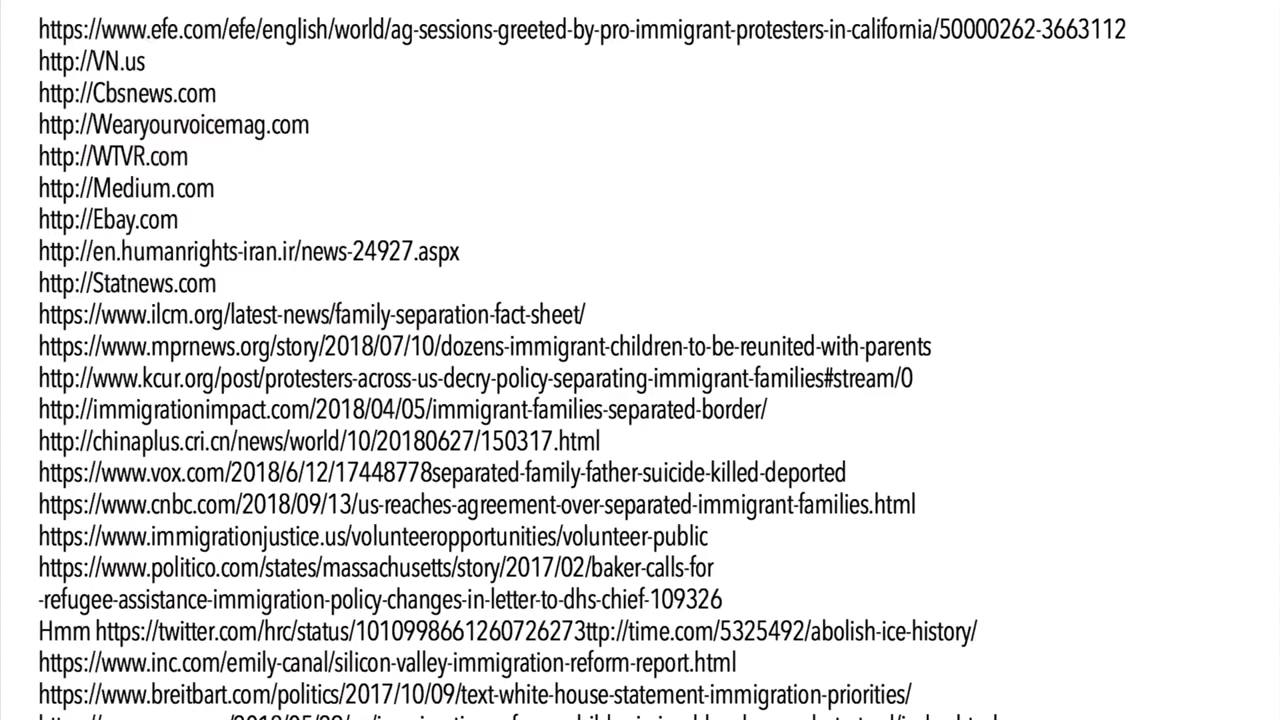 https://www.efe.com/efe/english/world/ag-sessions-greeted-by-pro-immigrant-protesters-in-california/50000262-3663112
http://VN.us
http://Cbsnews.com
http://Wearyourvoicemag.com
http://WTVR.com
http://Medium.com
http://Ebay.com
http://en.humanrights-iran.ir/news-24927.aspx
http://Statnews.com
https://www.ilcm.org/latest-news/family-separation-fact-sheet/
https://www.mprnews.org/story/2018/07/10/dozens-immigrant-children-to-be-reunited-with-parents
http://www.kcur.org/post/protesters-across-us-decry-policy-separating-immigrant-families#stream/0
http://immigrationimpact.com/2018/04/05/immigrant-families-separated-border/
http://chinaplus.cri.cn/news/world/10/20180627/150317.html
https://www.vox.com/2018/6/12/17448778separated-family-father-suicide-killed-deported
https://www.cnbc.com/2018/09/13/us-reaches-agreement-over-separated-immigrant-families.html
https://www.immigrationjustice.us/volunteeropportunities/volunteer-public
https://www.politico.com/states/massachusetts/story/2017/02/baker-calls-for
-refugee-assistance-immigration-policy-changes-in-letter-to-dhs-chief-109326
Hmm https://twitter.com/hrc/status/1010998661260726273ttp://time.com/5325492/abolish-ice-history/
https://www.inc.com/emily-canal/silicon-valley-immigration-reform-report.html
https://www.breitbart.com/politics/2017/10/09/text-white-house-statement-immigration-priorities/